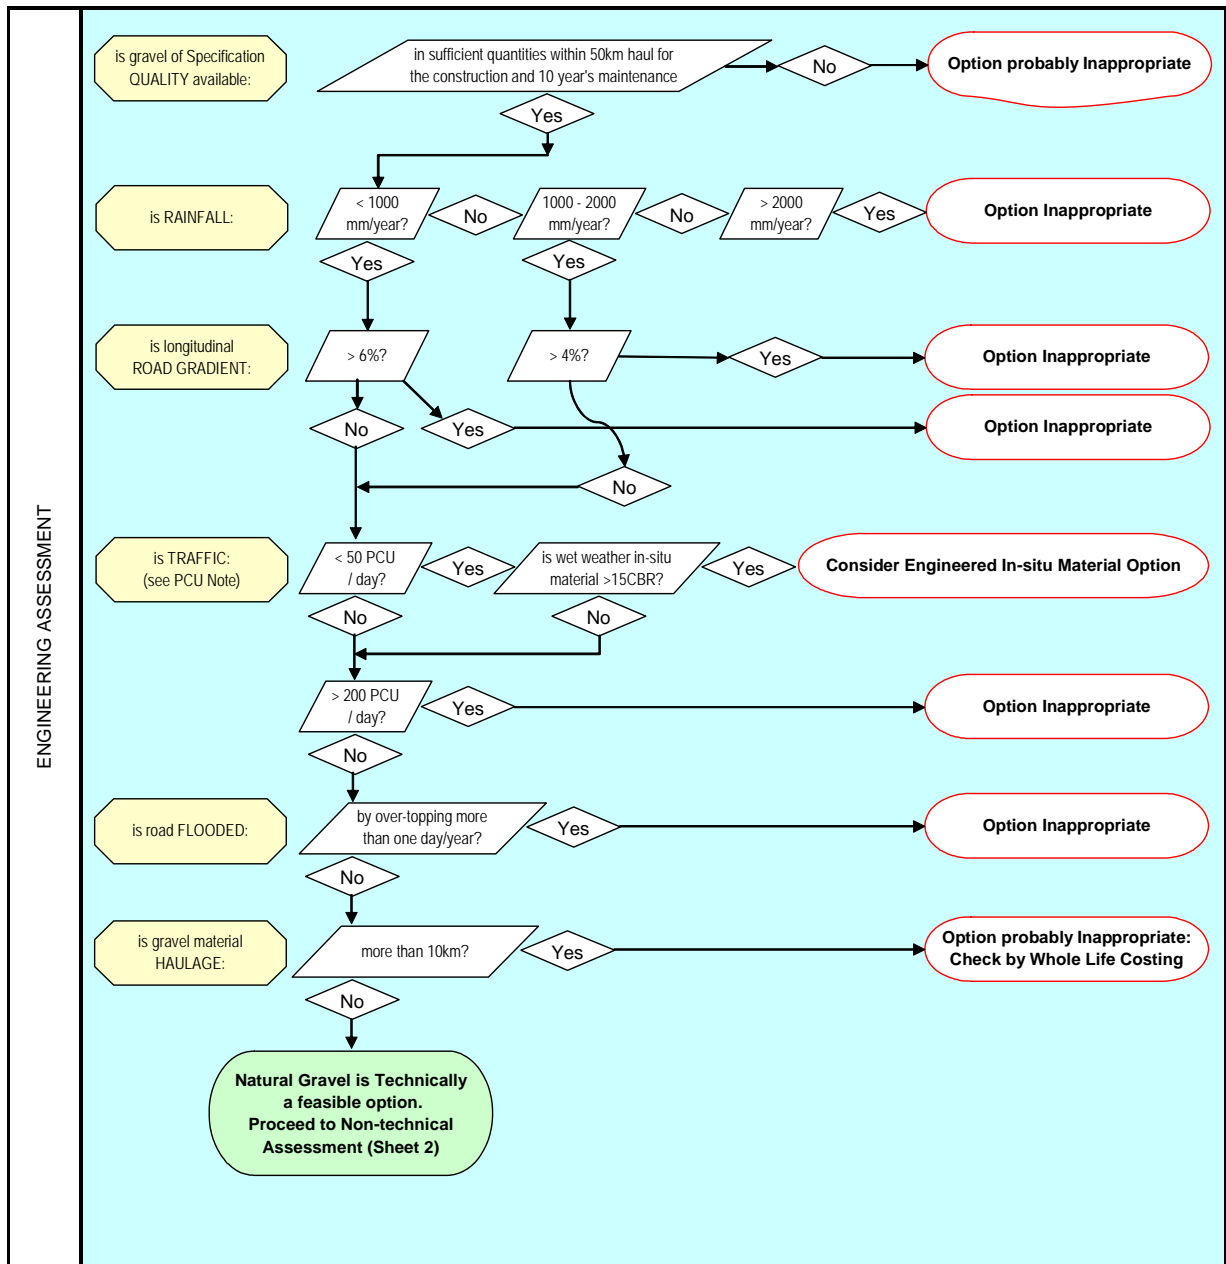 ENGINEERING ASSESSMENT
is gravel of Specification
QUALITY available:
in sufficient quantities within 50km haul for
the construction and 10 year's maintenance
No
Option probably Inappropriate
Yes
is RAINFALL:
< 1000
mm/year?
No
1000 - 2000
mm/year?
No
> 2000
mm/year?
Yes
Option Inappropriate
Yes
Yes
is longitudinal
ROAD GRADIENT:
> 6%?
> 4%?
Yes
Option Inappropriate
No
Yes
Option Inappropriate
No
is TRAFFIC:
(see PCU Note)
< 50 PCU
/ day?
Yes
is wet weather in-situ
material >15CBR?
Yes
Consider Engineered In-situ Material Option
No
No
> 200 PCU
/ day?
Yes
Option Inappropriate
No
is road FLOODED:
by over-topping more
than one day/year?
Yes
Option Inappropriate
No
is gravel material
HAULAGE:
more than 10km?
Yes
Option probably Inappropriate:
Check by Whole Life Costing
No
Natural Gravel is Technically
a feasible option.
Proceed to Non-technical
Assessment (Sheet 2)